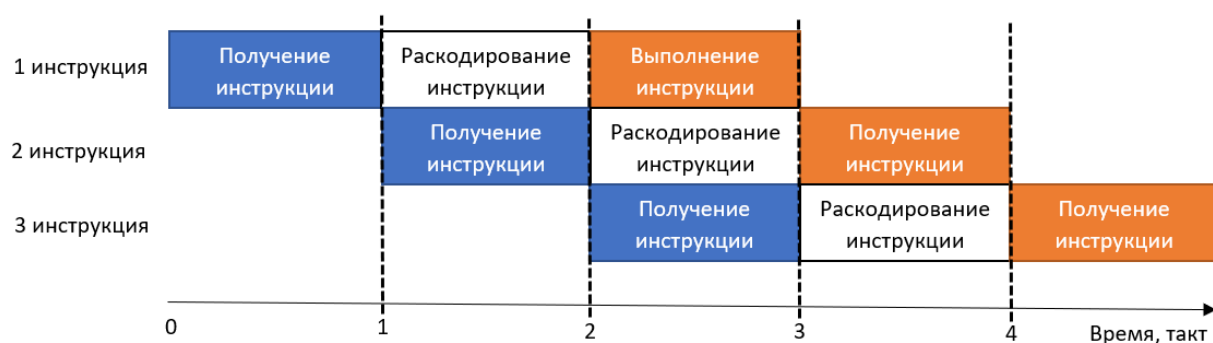 1 инструкция
Получение
инструкции
Раскодирование
инструкции
Выполнение
инструкции
2 инструкция
Получение
инструкции
Раскодирование
инструкции
Получение
инструкции
3 инструкция
Получение
инструкции
Раскодирование
инструкции
Получение
инструкции
0
1
2
3
4
Время, такт